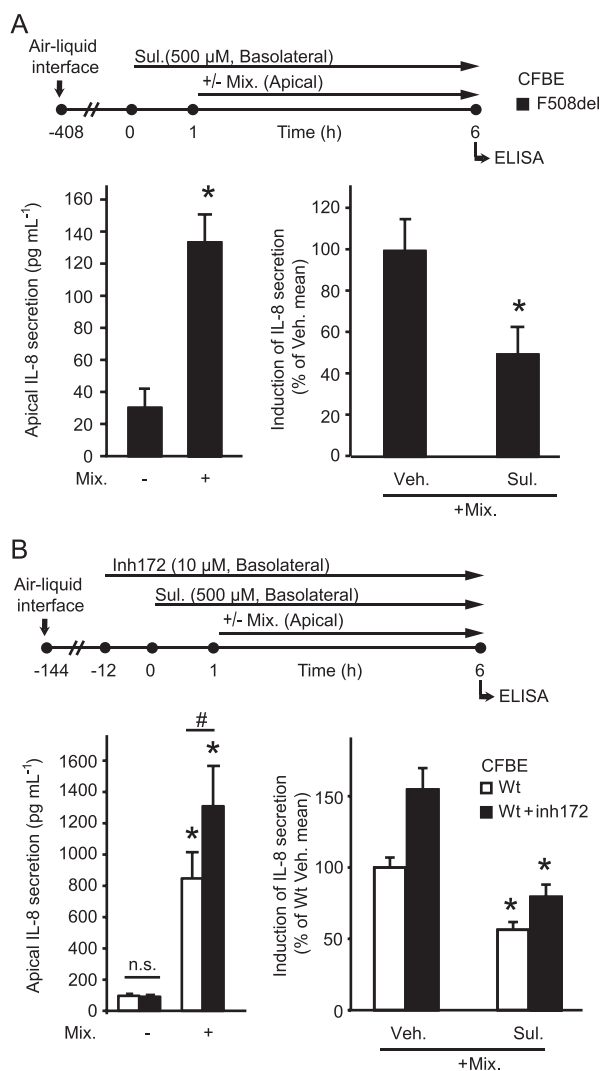 A
Air-liquid
interface
Sul.(500 µM, Basolateral)
+/- Mix. (Apical)
CFBE
F508del
-408
0
1
Time (h)
6
ELISA
Apical IL-8 secretion (pg mL-1)
160
140
120
100
80
60
40
20
0
*
Mix.
-
+
Induction of IL-8 secretion
(% of Veh. mean)
120
100
80
60
40
20
0
*
Veh.
Sul.
+Mix.
B
Inh172 (10 µM, Basolateral)
Air-liquid
interface
Sul. (500 µM, Basolateral)
+/- Mix. (Apical)
-144
-12
0
1
Time (h)
6
ELISA
Apical IL-8 secretion (pg mL-1)
1600
1400
1200
1000
800
600
400
200
0
n.s.
#
*
*
Mix.
-
+
Induction of IL-8 secretion
(% of Wt Veh. mean)
150
100
50
0
CFBE
Wt
Wt+inh172
*
*
Veh.
Sul.
+Mix.